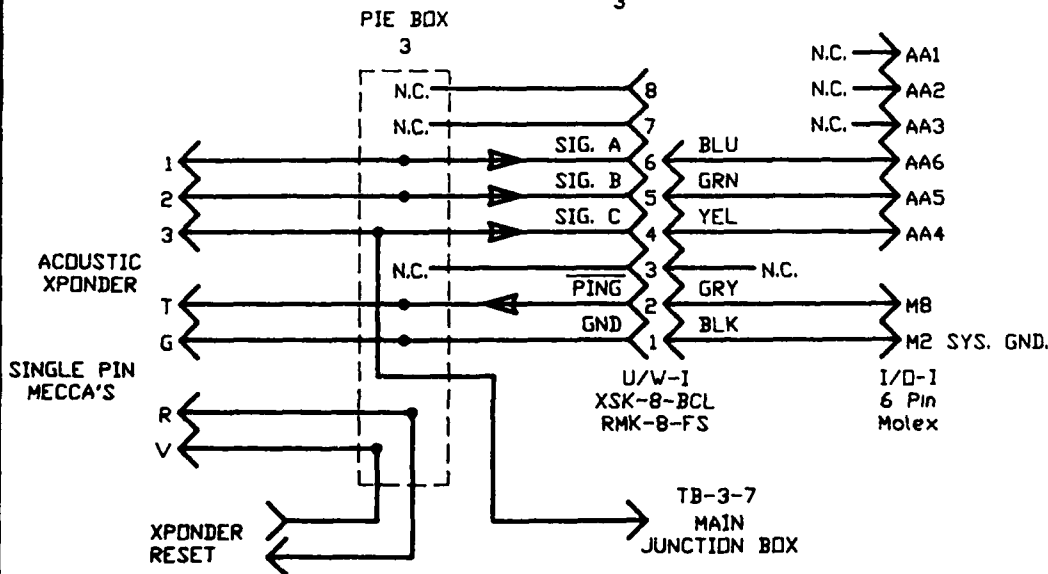 3
PIE BOX
3
N.C. AA1
N.C. 8 N.C. AA2
N.C. 7 N.C. AA3
1 SIG. A 6 BLU AA6
2 SIG. B 5 GRN AA5
3 SIG. C 4 YEL AA4
ACOUSTIC
XPONDER
N.C. 3 N.C.
T PING 2 GRY M8
G GND 1 BLK M2 SYS. GND.
SINGLE PIN
MECCA'S
U/W-I
XSK-8-BCL
RMK-8-FS
I/O-I
6 Pin
Molex
R
V
XPONDER
RESET
TB-3-7
MAIN
JUNCTION BOX